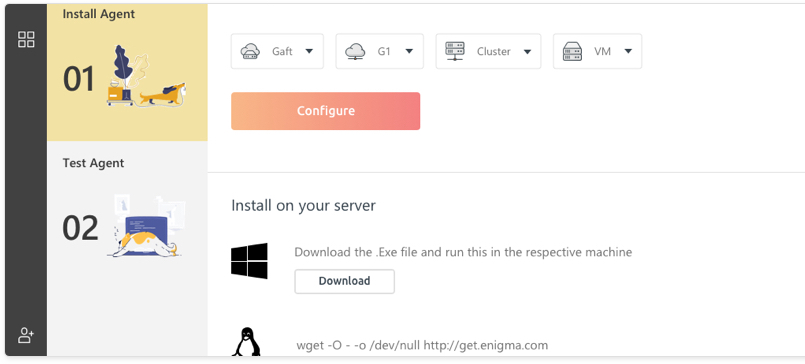 Install Agent
01
Gaft
G1
Cluster
VM
Configure
Test Agent
02
Install on your server
Download the .Exe file and run this in the respective machine
Download
wget -O - -o /dev/null http://get.enigma.com